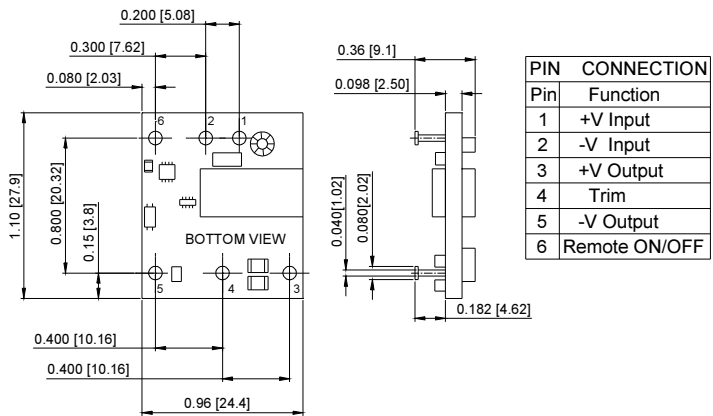 0.200 [5.08]
0.300 [7.62]
0.080 [2.03]
6
2
1
1.10 [27.9]
0.800 [20.32]
0.15 [3.8]
BOTTOM VIEW
5
4
3
0.400 [10.16]
0.400 [10.16]
0.96 [24.4]
0.36 [9.1]
0.098 [2.50]
0.040[1.02]
0.080[2.02]
0.182 [4.62]
PIN CONNECTION
Pin Function
1 +V Input
2 -V Input
3 +V Output
4 Trim
5 -V Output
6 Remote ON/OFF